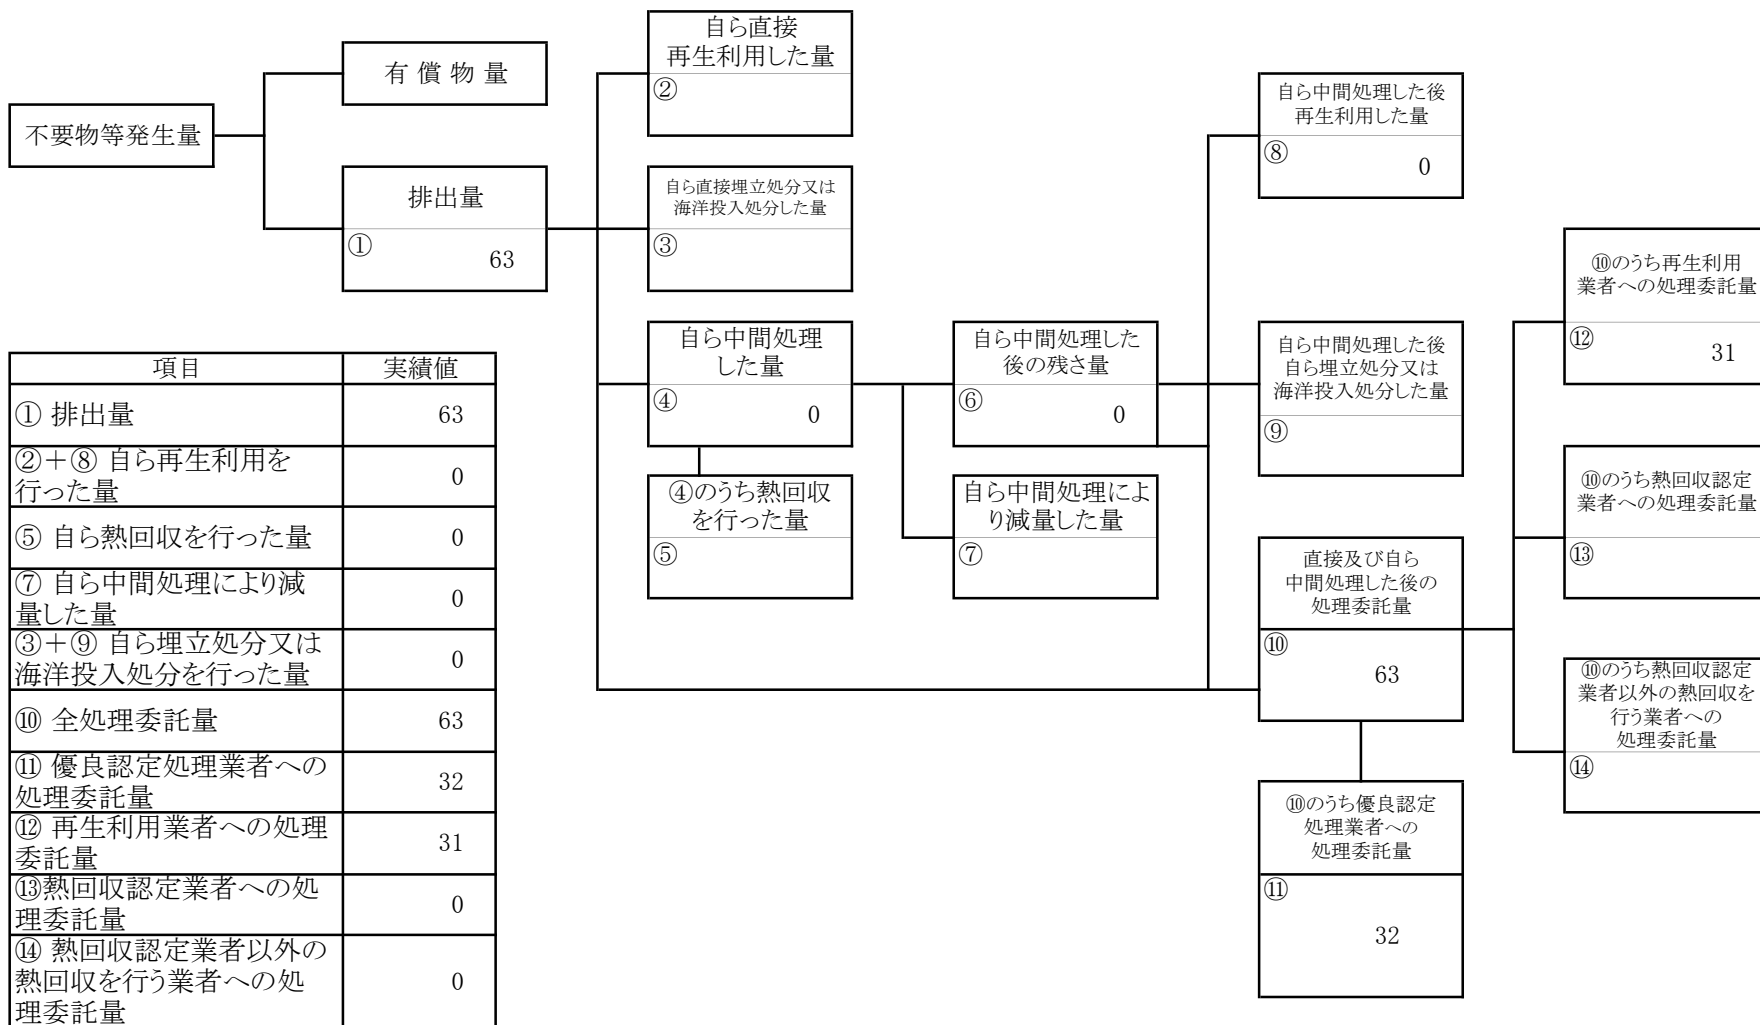 不要物等発生量
有 償 物 量
排出量
①
63
自ら直接
再生利用した量
②
自ら直接埋立処分又は
海洋投入処分した量
③
自ら中間処理
した量
④
0
④のうち熱回収
を行った量
⑤
自ら中間処理した
後の残さ量
⑥
0
自ら中間処理によ
り減量した量
⑦
自ら中間処理した後
再生利用した量
⑧
0
自ら中間処理した後
自ら埋立処分又は
海洋投入処分した量
⑨
直接及び自ら
中間処理した後の
処理委託量
⑩
63
⑩のうち優良認定
処理業者への
処理委託量
⑪
32
⑩のうち再生利用
業者への処理委託量
⑫
31
⑩のうち熱回収認定
業者への処理委託量
⑬
⑩のうち熱回収認定
業者以外の熱回収を
行う業者への
処理委託量
⑭
項目 実績値
① 排出量 63
②＋⑧ 自ら再生利用を
行った量 0
⑤ 自ら熱回収を行った量 0
⑦ 自ら中間処理により減
量した量 0
③＋⑨ 自ら埋立処分又は
海洋投入処分を行った量 0
⑩ 全処理委託量 63
⑪ 優良認定処理業者への
処理委託量 32
⑫ 再生利用業者への処理
委託量 31
⑬熱回収認定業者への処
理委託量 0
⑭ 熱回収認定業者以外の
熱回収を行う業者への処
理委託量 0